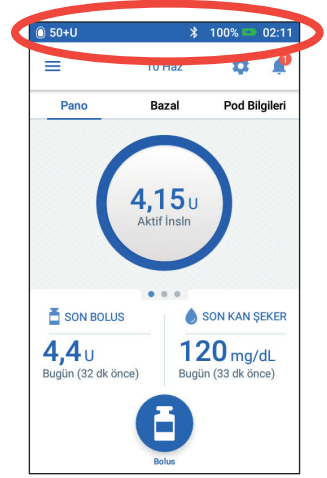 50+U 100% 02:11
10 Haz 1
Pano Bazal Pod Bilgileri
4,15 U
Aktif İnsln
SON BOLUS
4,4 U
Bugün (32 dk önce)
SON KAN ŞEKER
120 mg/dL
Bugün (33 dk önce)
Bolus